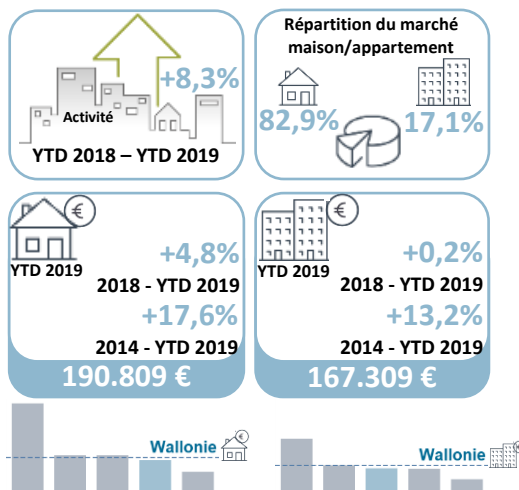 +8,3%
Activité
YTD 2018 – YTD 2019
Répartition du marché
maison/appartement
82,9%
17,1%
€
YTD 2019
+4,8%
2018 - YTD 2019
+17,6%
2014 - YTD 2019
190.809 €
€
YTD 2019
+0,2%
2018 - YTD 2019
+13,2%
2014 - YTD 2019
167.309 €
Wallonie
€
Wallonie
€